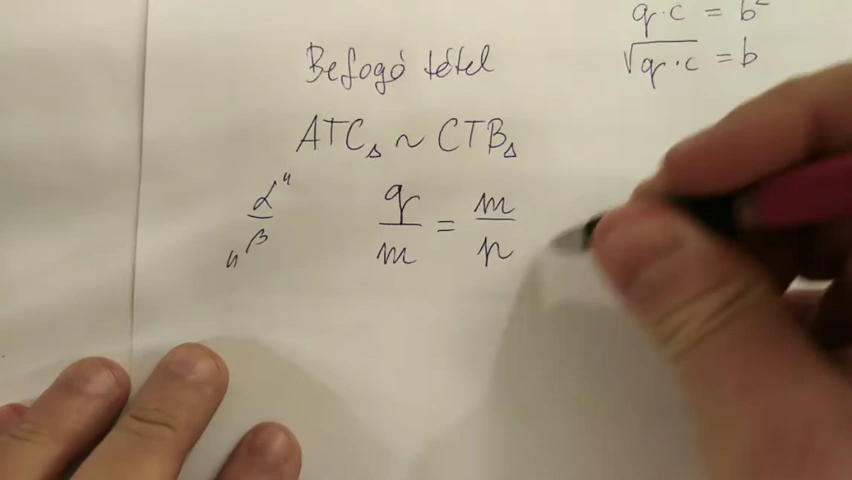 q · c = b²
√q · c = b
Befogó tétel
ATC△ ~ CTB△
"α" / "β"
q/m = m/p